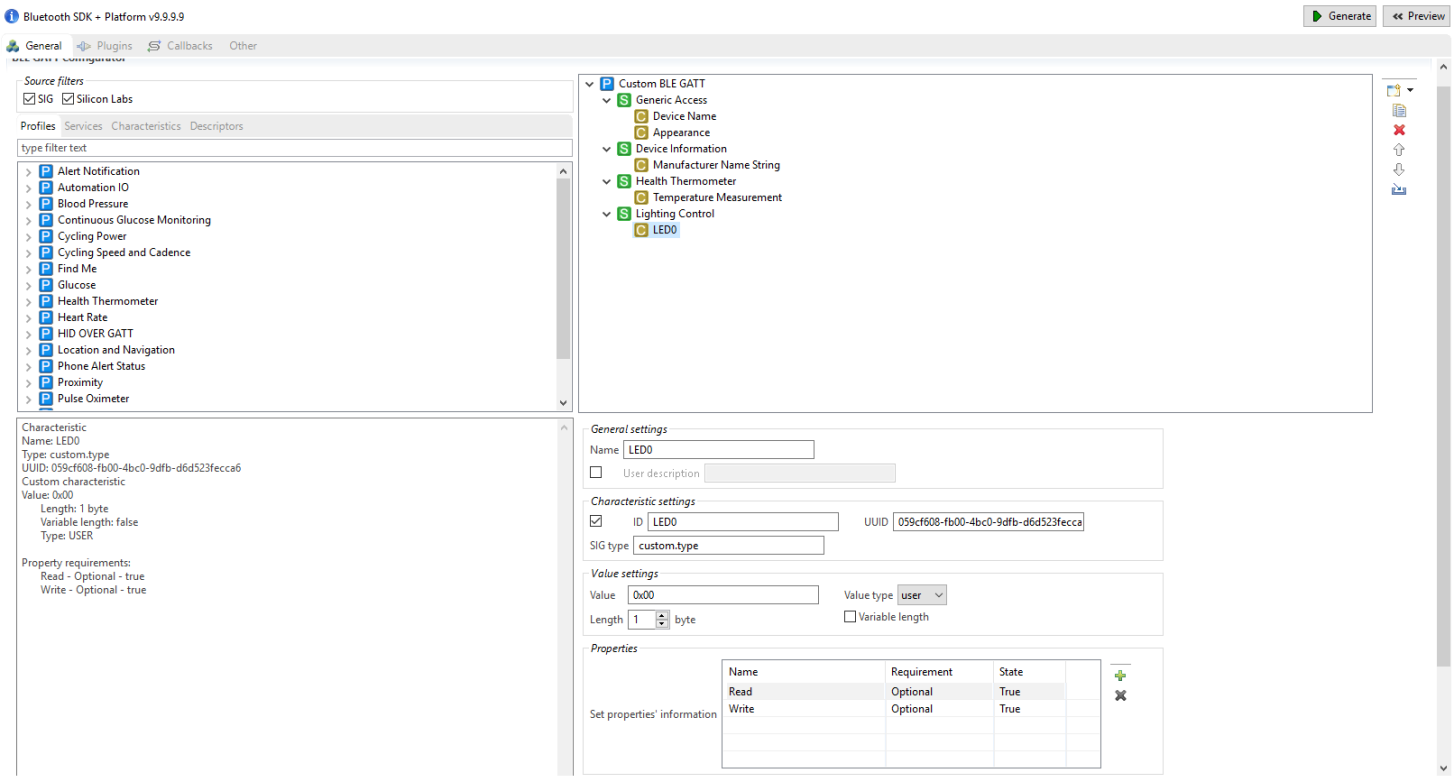 Bluetooth SDK + Platform v9.9.9.9
Generate
Preview
General Plugins Callbacks Other
BLE GATT Configurator
Source filters
SIG Silicon Labs
Profiles Services Characteristics Descriptors
type filter text
Alert Notification
Automation IO
Blood Pressure
Continuous Glucose Monitoring
Cycling Power
Cycling Speed and Cadence
Find Me
Glucose
Health Thermometer
Heart Rate
HID OVER GATT
Location and Navigation
Phone Alert Status
Proximity
Pulse Oximeter
Custom BLE GATT
Generic Access
Device Name
Appearance
Device Information
Manufacturer Name String
Health Thermometer
Temperature Measurement
Lighting Control
LED0
Characteristic
Name: LED0
Type: custom.type
UUID: 059cf608-fb00-4bc0-9dfb-d6d523fecca6
Custom characteristic
Value: 0x00
Length: 1 byte
Variable length: false
Type: USER
Property requirements:
Read - Optional - true
Write - Optional - true
General settings
Name LED0
User description
Characteristic settings
ID LED0 UUID 059cf608-fb00-4bc0-9dfb-d6d523fecca
SIG type custom.type
Value settings
Value 0x00 Value type user
Length 1 byte Variable length
Properties
Name Requirement State
Read Optional True
Write Optional True
Set properties' information